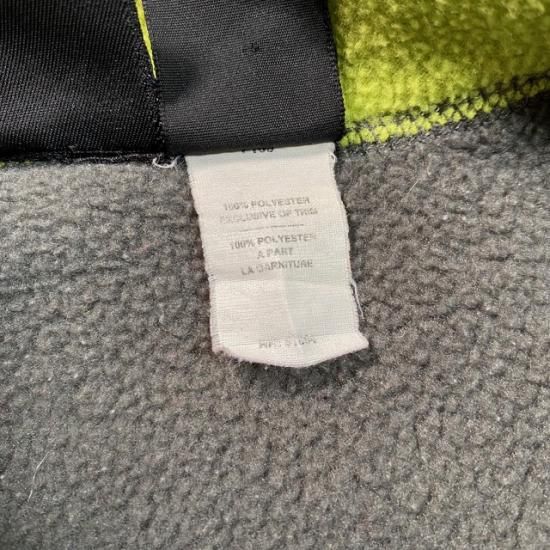 100% POLYESTER
EXCLUSIVE OF TRIM
100% POLYESTER
A PART
LA GARNITURE